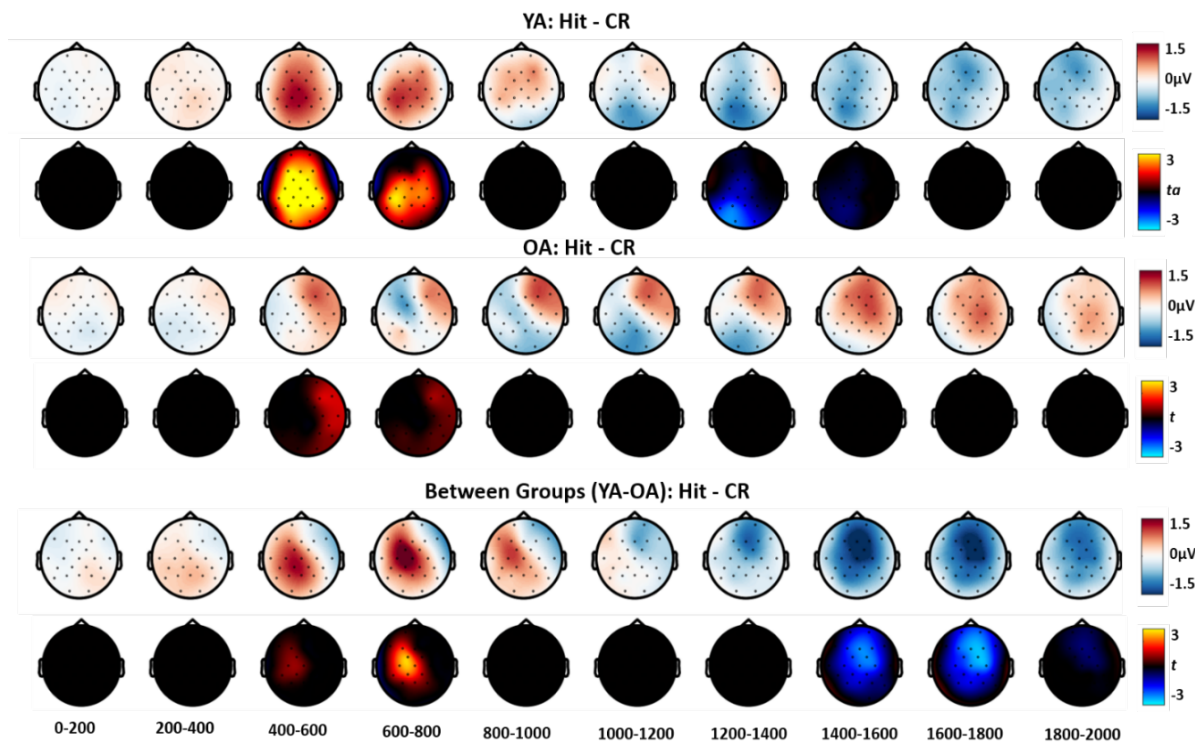 YA: Hit - CR
1.5
0µV
-1.5
3
ta
-3
OA: Hit - CR
1.5
0µV
-1.5
3
t
-3
Between Groups (YA-OA): Hit - CR
1.5
0µV
-1.5
3
t
-3
0-200 200-400 400-600 600-800 800-1000 1000-1200 1200-1400 1400-1600 1600-1800 1800-2000